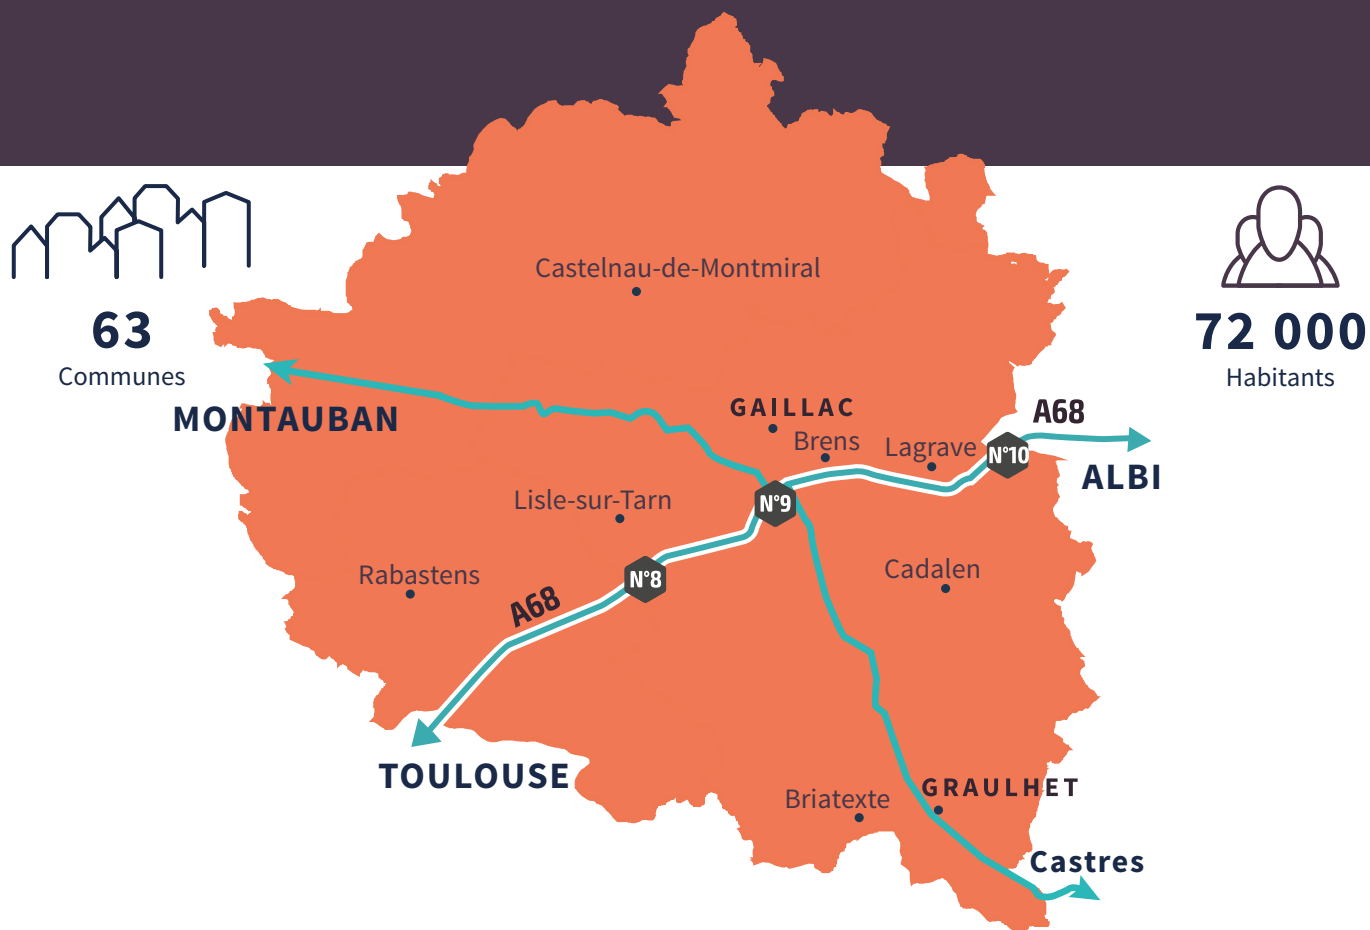 63
Communes
72 000
Habitants
Castelnau-de-Montmiral
MONTAUBAN
GAILLAC
A68
Brens
Lagrave
N°10
ALBI
Lisle-sur-Tarn
N°9
Rabastens
N°8
Cadalen
A68
TOULOUSE
Briatexte
GRAULHET
Castres